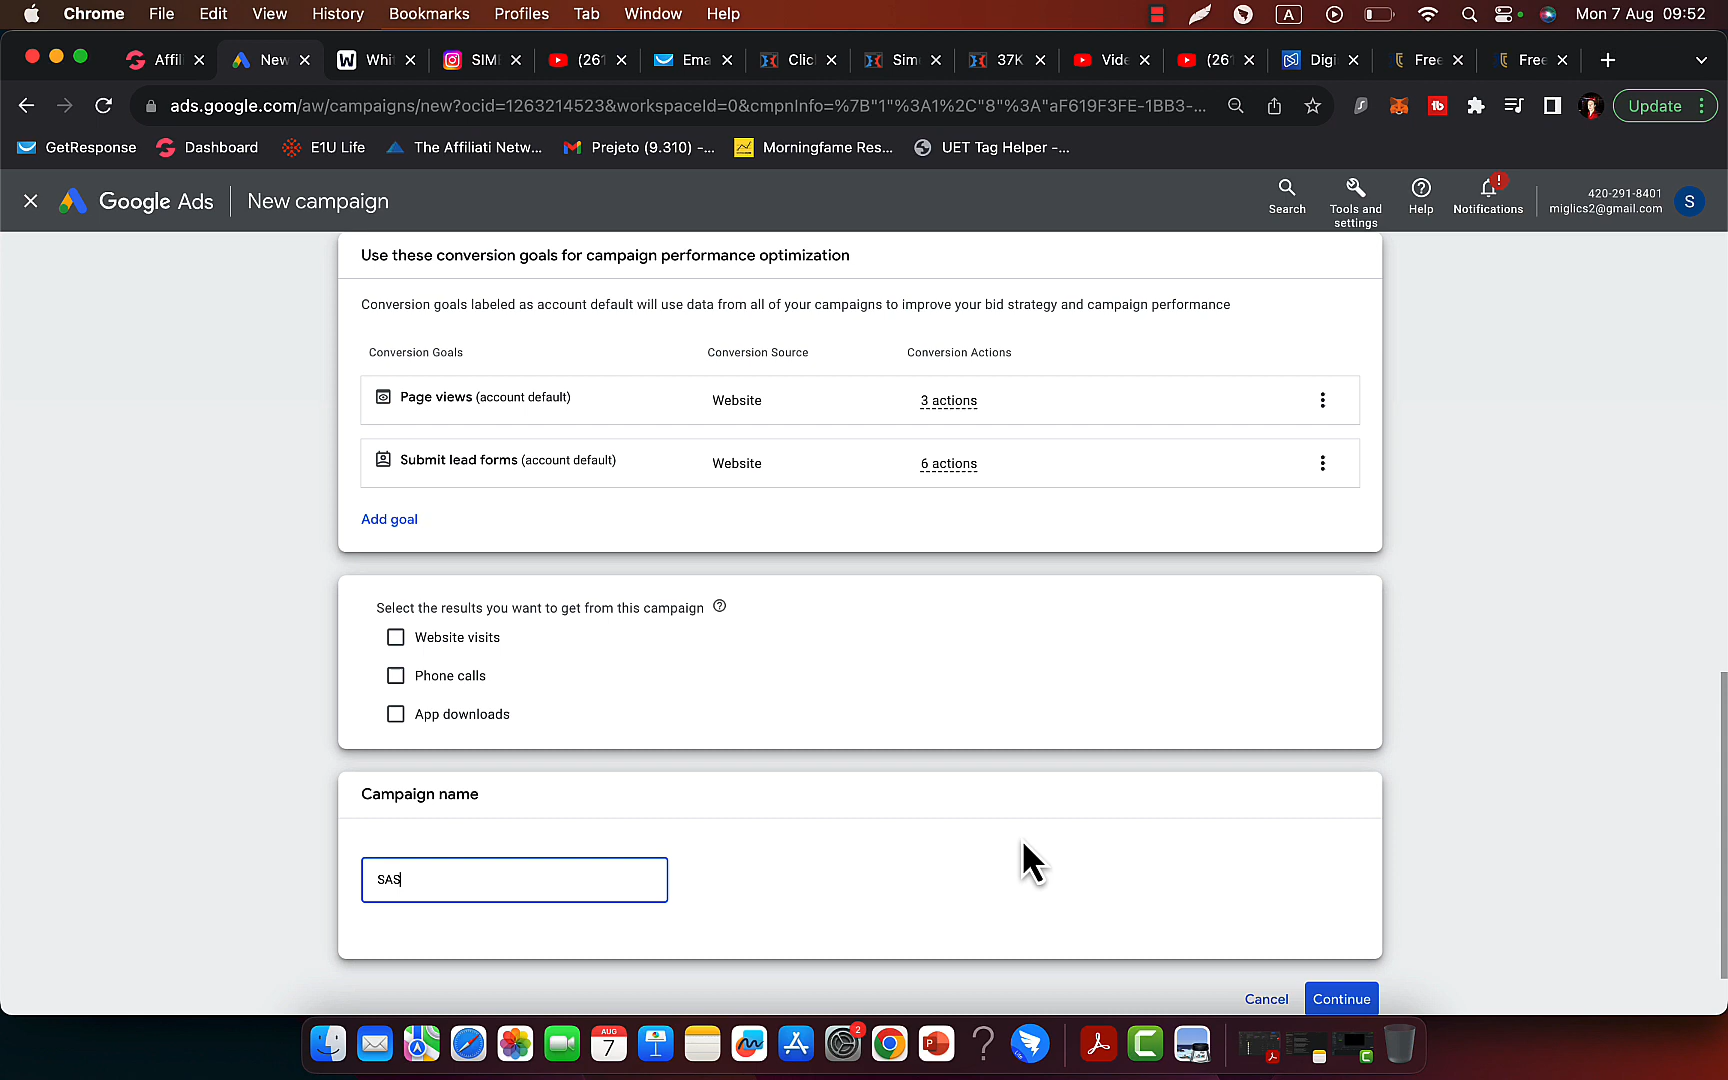 Chrome File Edit View History Bookmarks Profiles Tab Window Help A Mon 7 Aug 09:52
Affil New Whi SIMI (261 Ema Clic Sim 37K Vide (26 Digi Free Free
ads.google.com/aw/campaigns/new?ocid=1263214523&workspaceId=0&cmpnInfo=%7B"1"%3A1%2C"8"%3A"aF619F3FE-1BB3-... Update
GetResponse Dashboard E1U Life The Affiliati Netw... Prejeto (9.310) -... Morningfame Res... UET Tag Helper -...
Google Ads New campaign Search Tools and settings Help Notifications 420-291-8401 miglics2@gmail.com S
Use these conversion goals for campaign performance optimization
Conversion goals labeled as account default will use data from all of your campaigns to improve your bid strategy and campaign performance
Conversion Goals Conversion Source Conversion Actions
Page views (account default) Website 3 actions
Submit lead forms (account default) Website 6 actions
Add goal
Select the results you want to get from this campaign
Website visits
Phone calls
App downloads
Campaign name
SAS
Cancel Continue
AUG
7
2